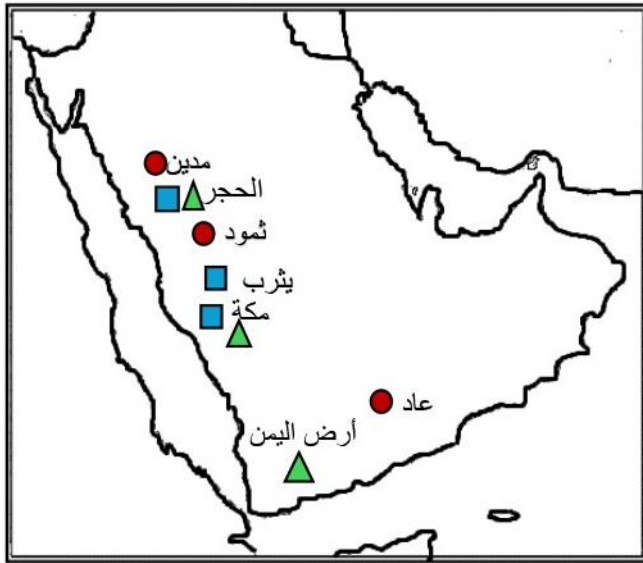 مدين
الحجر
ثمود
يثرب
مكة
عاد
أرض اليمن